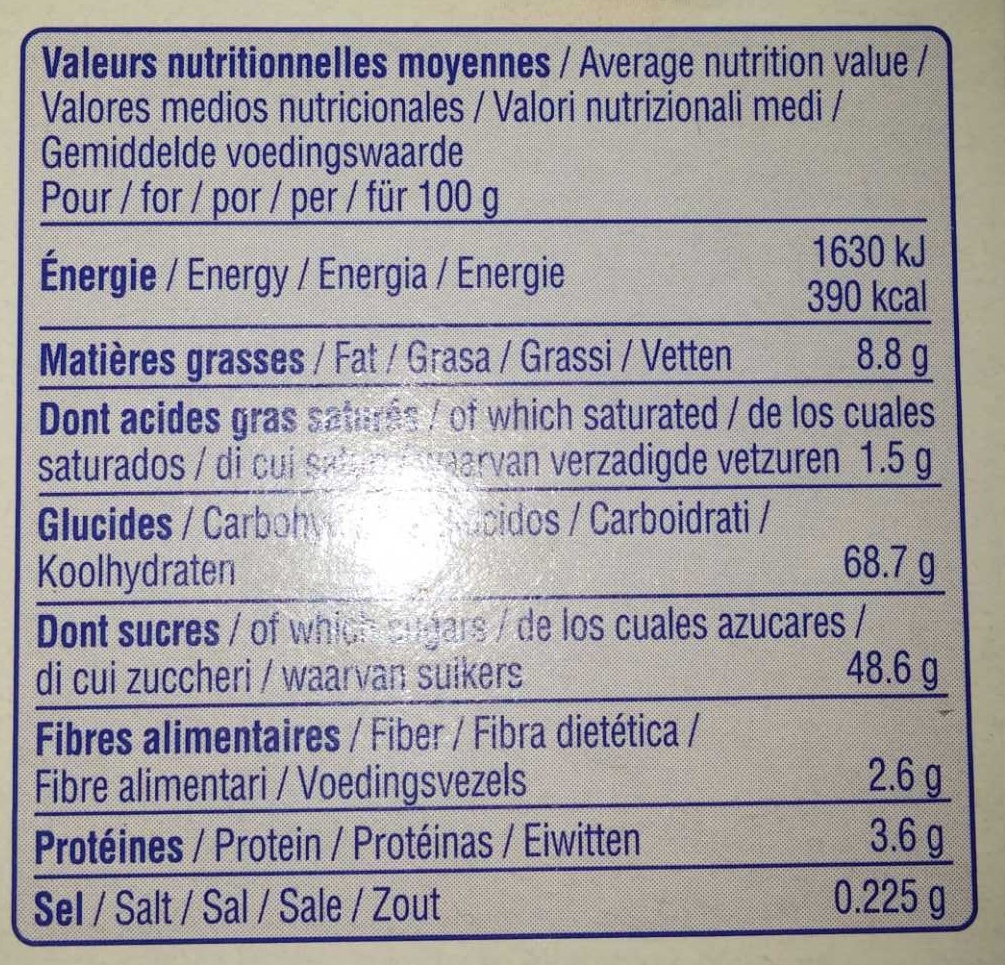 Valeurs nutritionnelles moyennes / Average nutrition value /
Valores medios nutricionales / Valori nutrizionali medi /
Gemiddelde voedingswaarde
Pour / for / por / per / für 100 g
Énergie / Energy / Energia / Energie 1630 kJ
390 kcal
Matières grasses / Fat / Grasa / Grassi / Vetten 8.8 g
Dont acides gras saturés / of which saturated / de los cuales
saturados / di cui waarvan verzadigde vetzuren 1.5 g
Glucides / / Carboidrati /
Koolhydraten 68.7 g
Dont sucres / of which sugars / de los cuales azucares /
di cui zuccheri / waarvan suikers 48.6 g
Fibres alimentaires / Fiber / Fibra dietética /
Fibre alimentari / Voedingsvezels 2.6 g
Protéines / Protein / Protéinas / Eiwitten 3.6 g
Sel / Salt / Sal / Sale / Zout 0.225 g